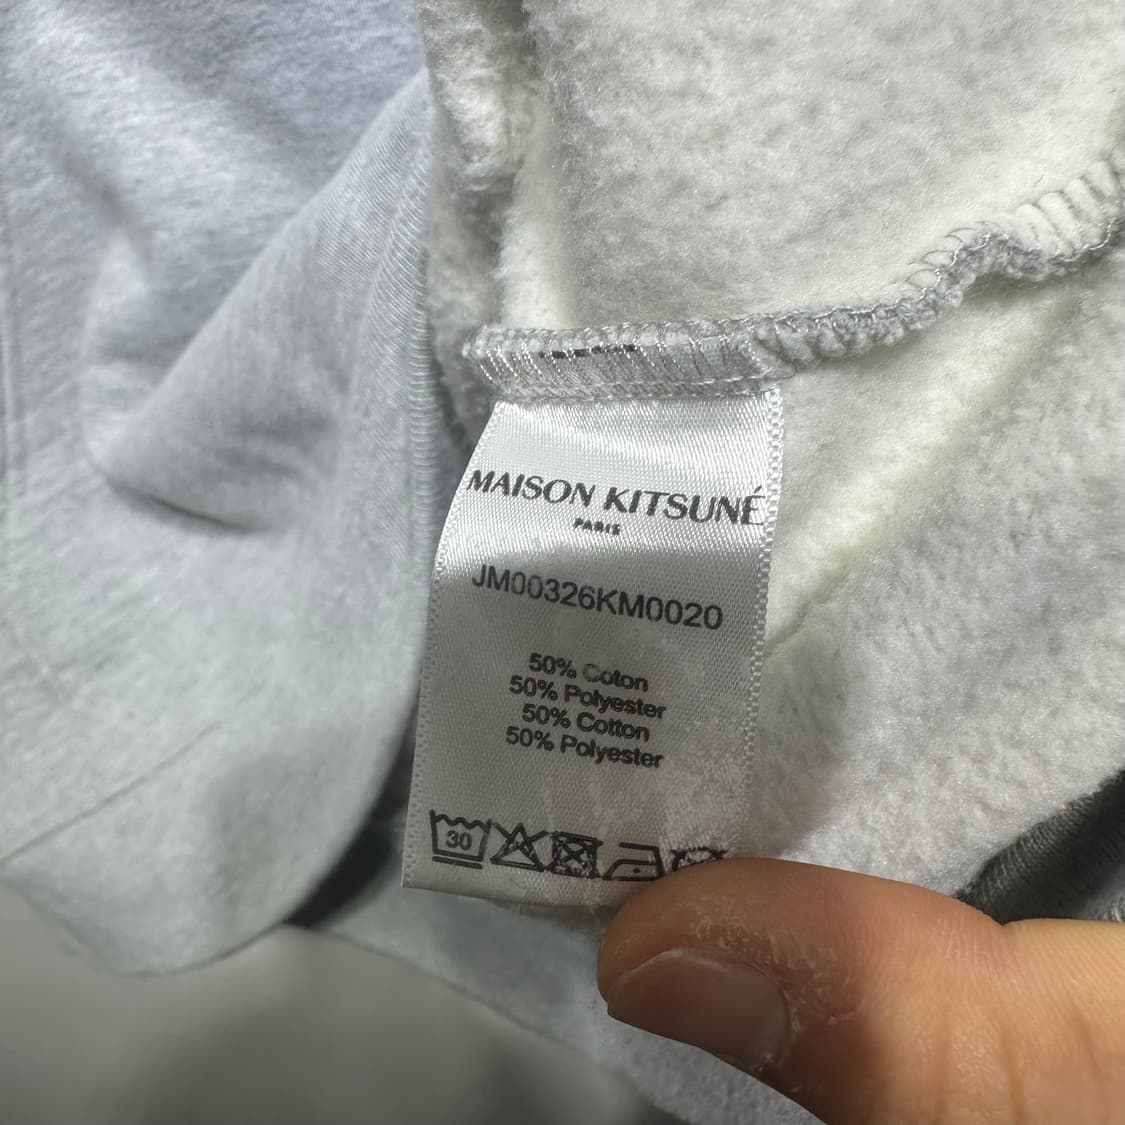 MAISON KITSUNÉ
PARIS
JM00326KM0020
50% Coton
50% Polyester
50% Cotton
50% Polyester
30